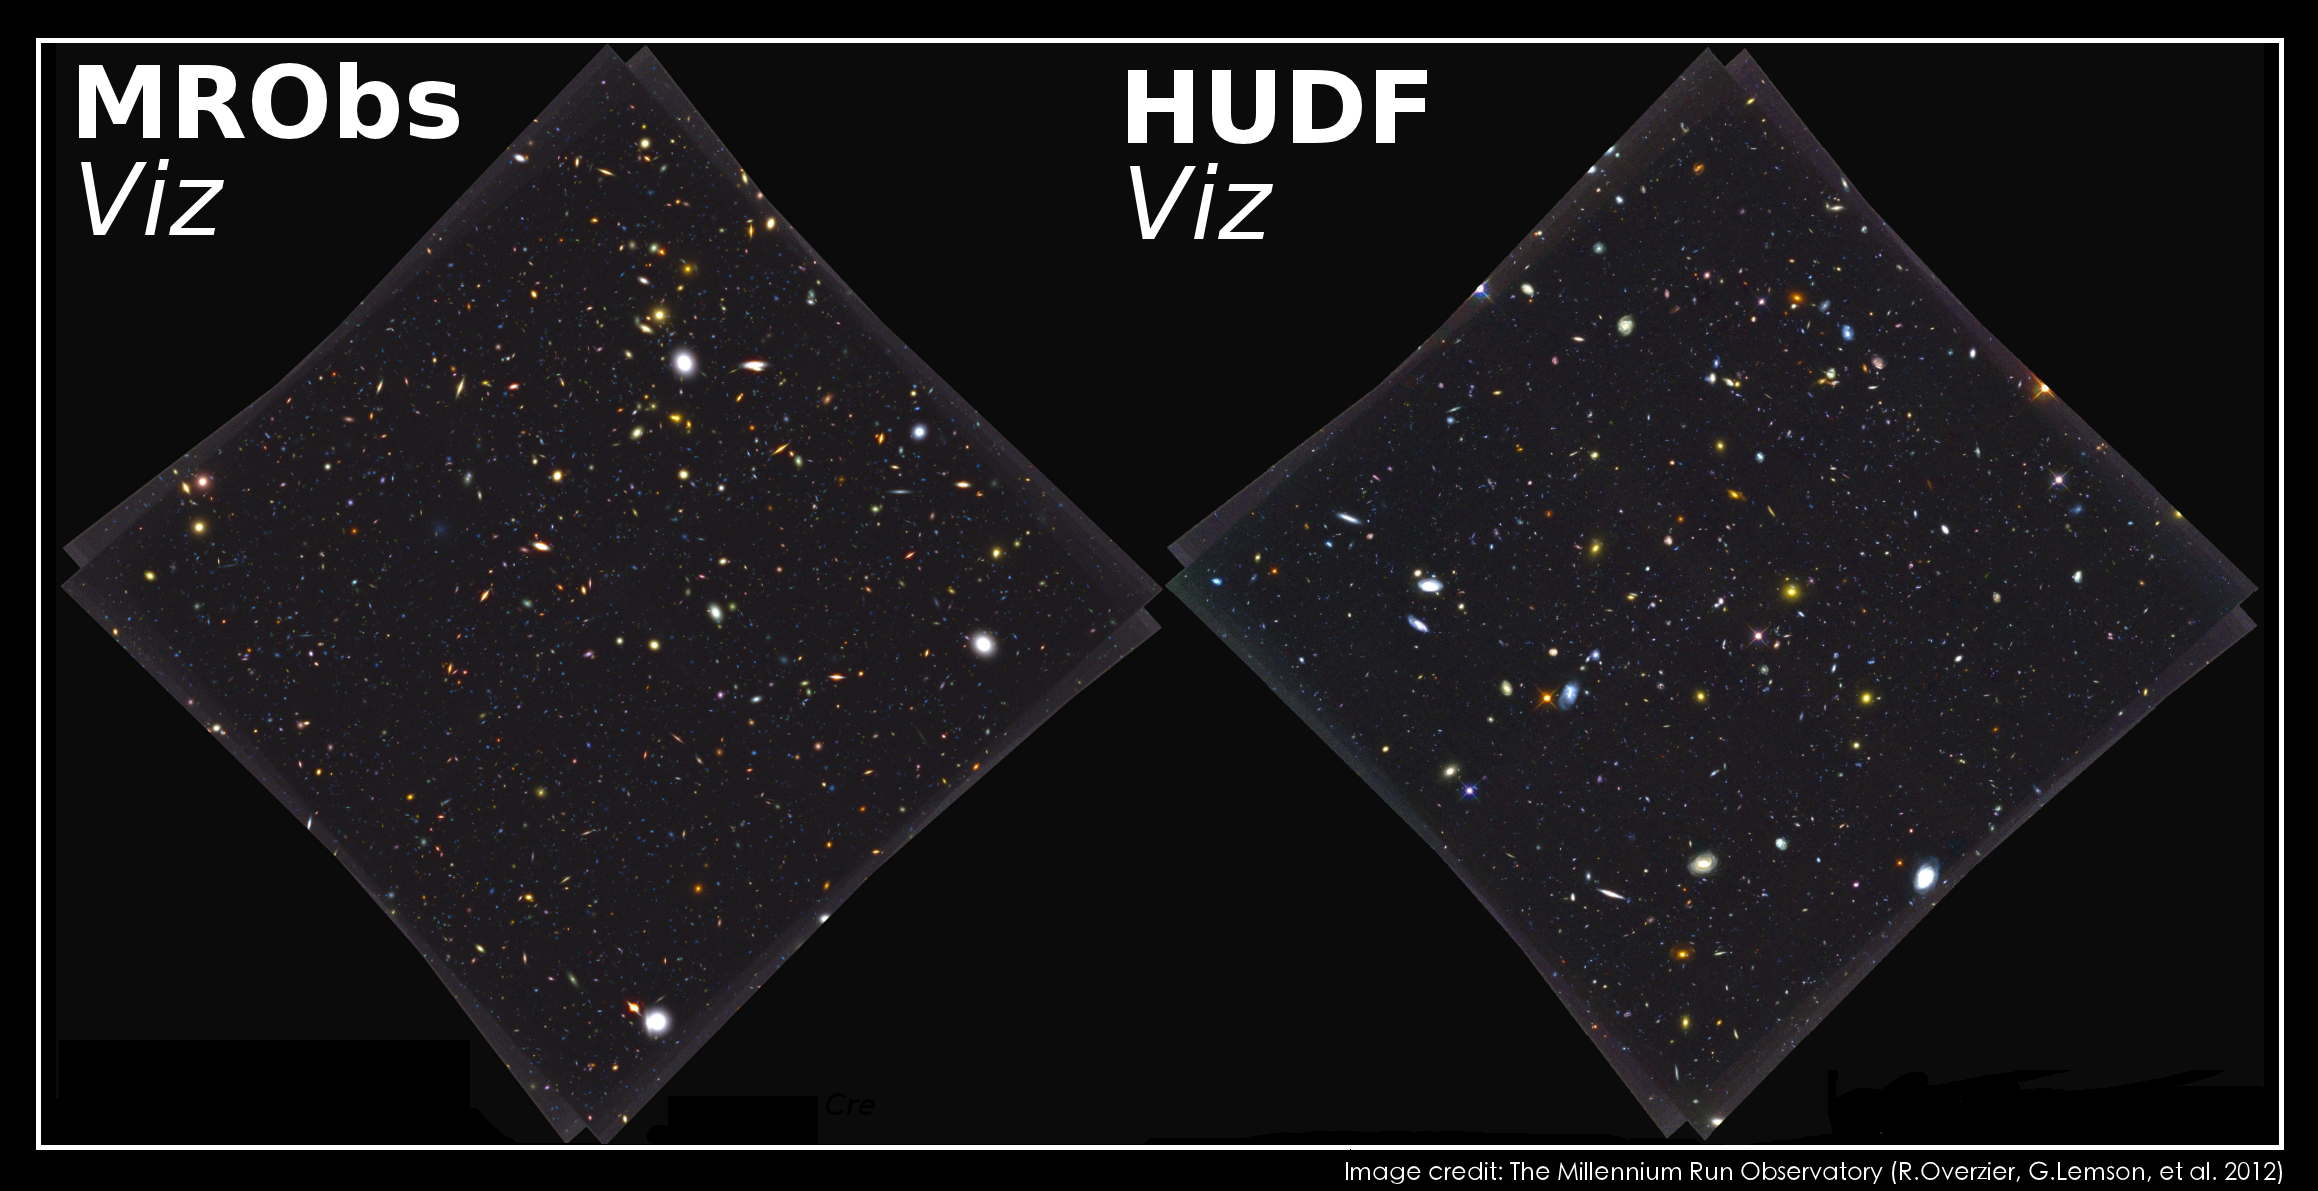 MRObs
Viz
HUDF
Viz
Cre
Image credit: The Millennium Run Observatory (R.Overzier, G.Lemson, et al. 2012)